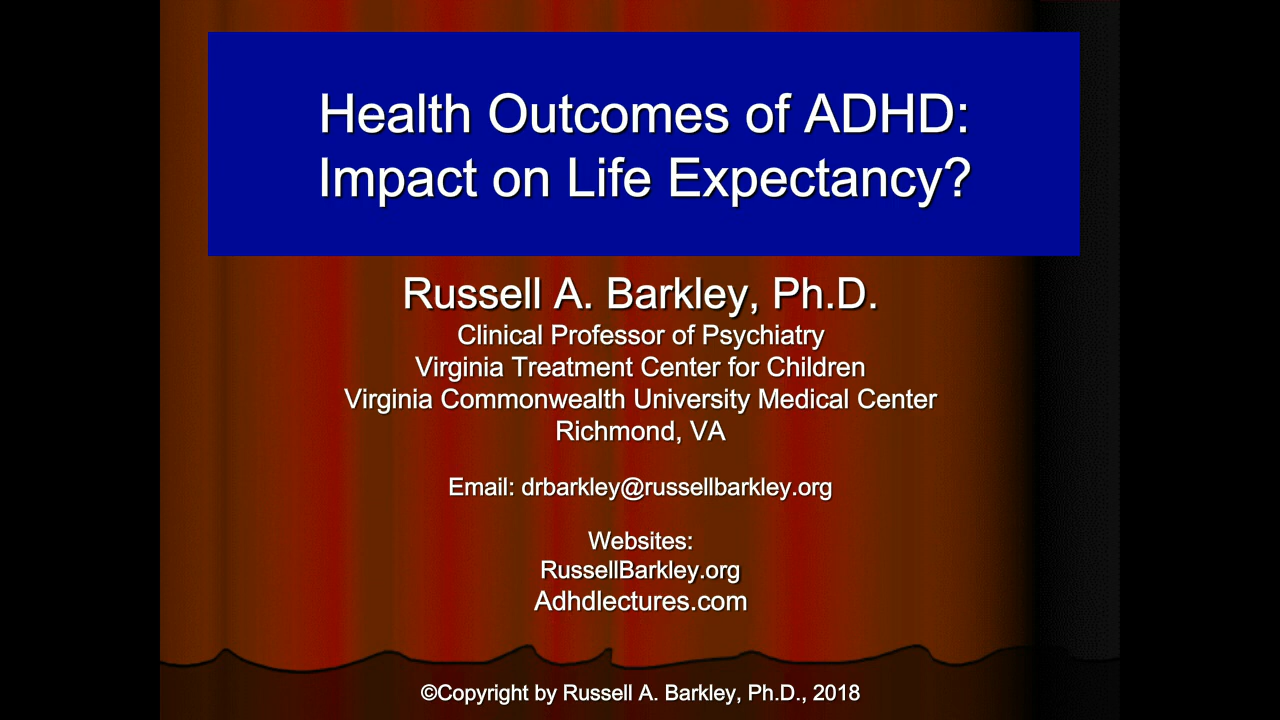 Health Outcomes of ADHD:
Impact on Life Expectancy?
Russell A. Barkley, Ph.D.
Clinical Professor of Psychiatry
Virginia Treatment Center for Children
Virginia Commonwealth University Medical Center
Richmond, VA
Email: drbarkley@russellbarkley.org
Websites:
RussellBarkley.org
Adhdlectures.com
©Copyright by Russell A. Barkley, Ph.D., 2018